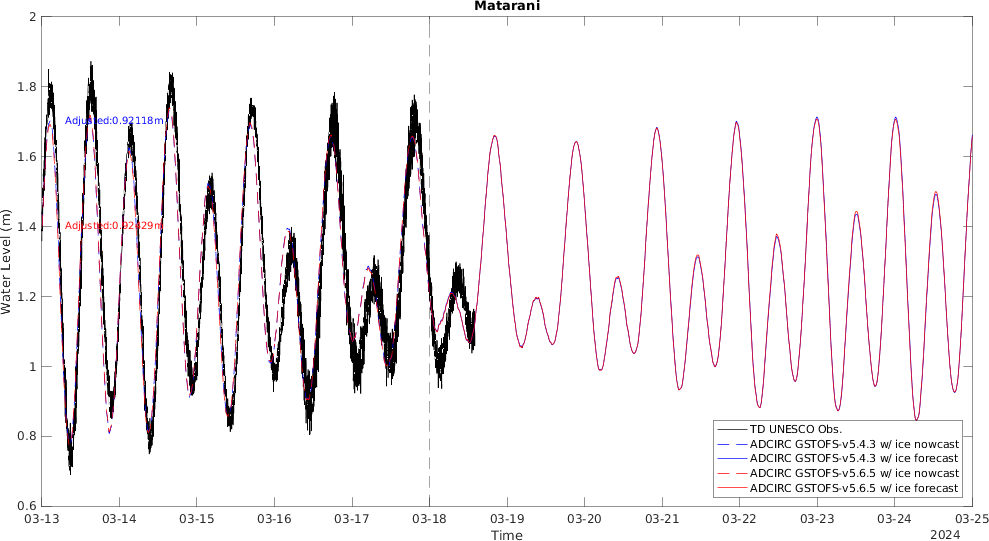 Matarani
2
1.8
1.6
1.4
1.2
1
0.8
0.6
Water Level (m)
Adjusted:0.92118m
Adjusted:0.92629m
TD UNESCO Obs.
ADCIRC GSTOFS-v5.4.3 w/ ice nowcast
ADCIRC GSTOFS-v5.4.3 w/ ice forecast
ADCIRC GSTOFS-v5.6.5 w/ ice nowcast
ADCIRC GSTOFS-v5.6.5 w/ ice forecast
03-13 03-14 03-15 03-16 03-17 03-18 03-19 03-20 03-21 03-22 03-23 03-24 03-25
Time
2024